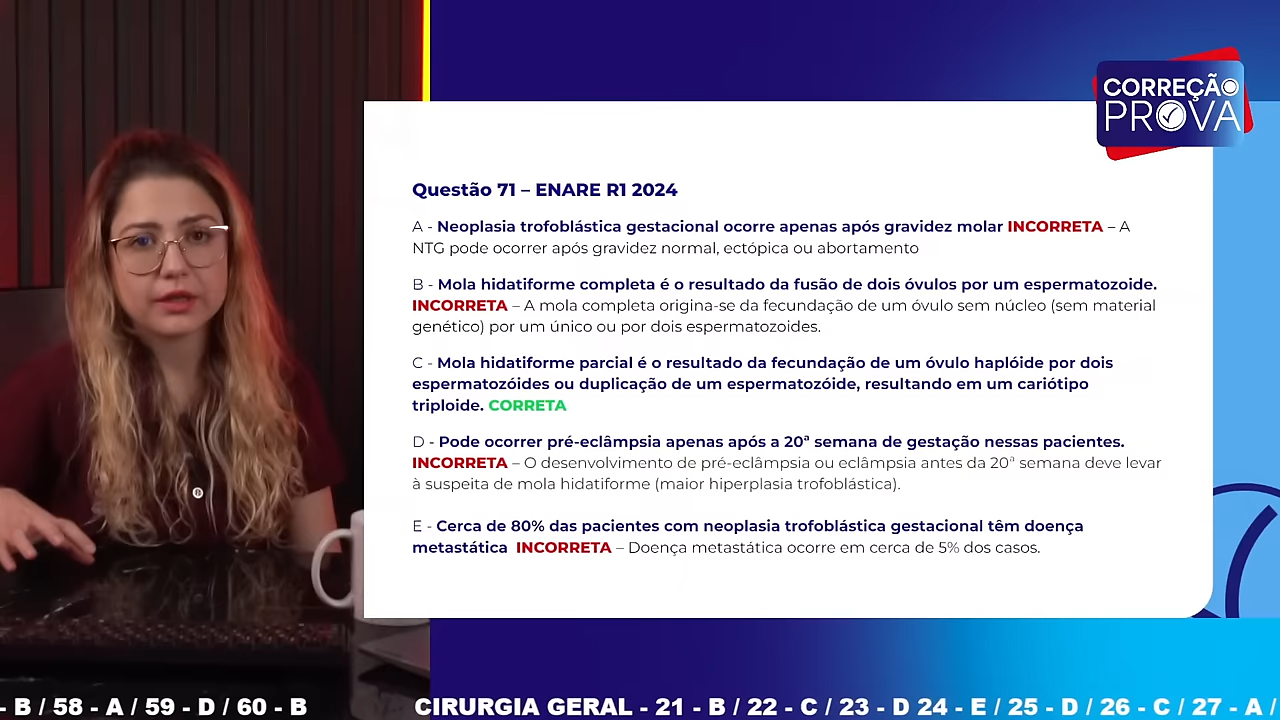 CORREÇÃO
PROVA
Questão 71 – ENARE R1 2024
A - Neoplasia trofoblástica gestacional ocorre apenas após gravidez molar INCORRETA – A
NTG pode ocorrer após gravidez normal, ectópica ou abortamento
B - Mola hidatiforme completa é o resultado da fusão de dois óvulos por um espermatozoide.
INCORRETA – A mola completa origina-se da fecundação de um óvulo sem núcleo (sem material
genético) por um único ou por dois espermatozoides.
C - Mola hidatiforme parcial é o resultado da fecundação de um óvulo haplóide por dois
espermatozóides ou duplicação de um espermatozóide, resultando em um cariótipo
triploide. CORRETA
D - Pode ocorrer pré-eclâmpsia apenas após a 20ª semana de gestação nessas pacientes.
INCORRETA – O desenvolvimento de pré-eclâmpsia ou eclâmpsia antes da 20ª semana deve levar
à suspeita de mola hidatiforme (maior hiperplasia trofoblástica).
E - Cerca de 80% das pacientes com neoplasia trofoblástica gestacional têm doença
metastática INCORRETA – Doença metastática ocorre em cerca de 5% dos casos.
- B / 58 - A / 59 - D / 60 - B CIRURGIA GERAL - 21 - B / 22 - C / 23 - D 24 - E / 25 - D / 26 - C / 27 - A /